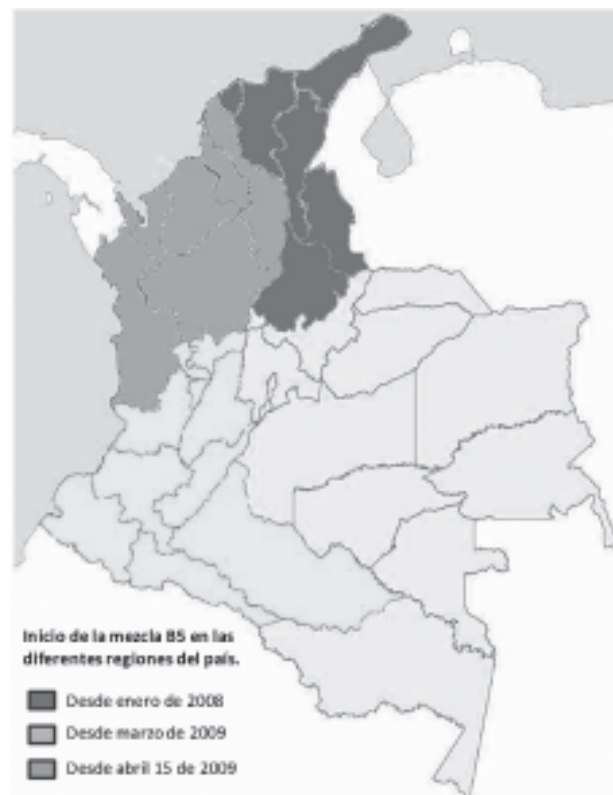 Inicio de la mezcla B5 en las
diferentes regiones del país.
Desde enero de 2008
Desde marzo de 2009
Desde abril 15 de 2009